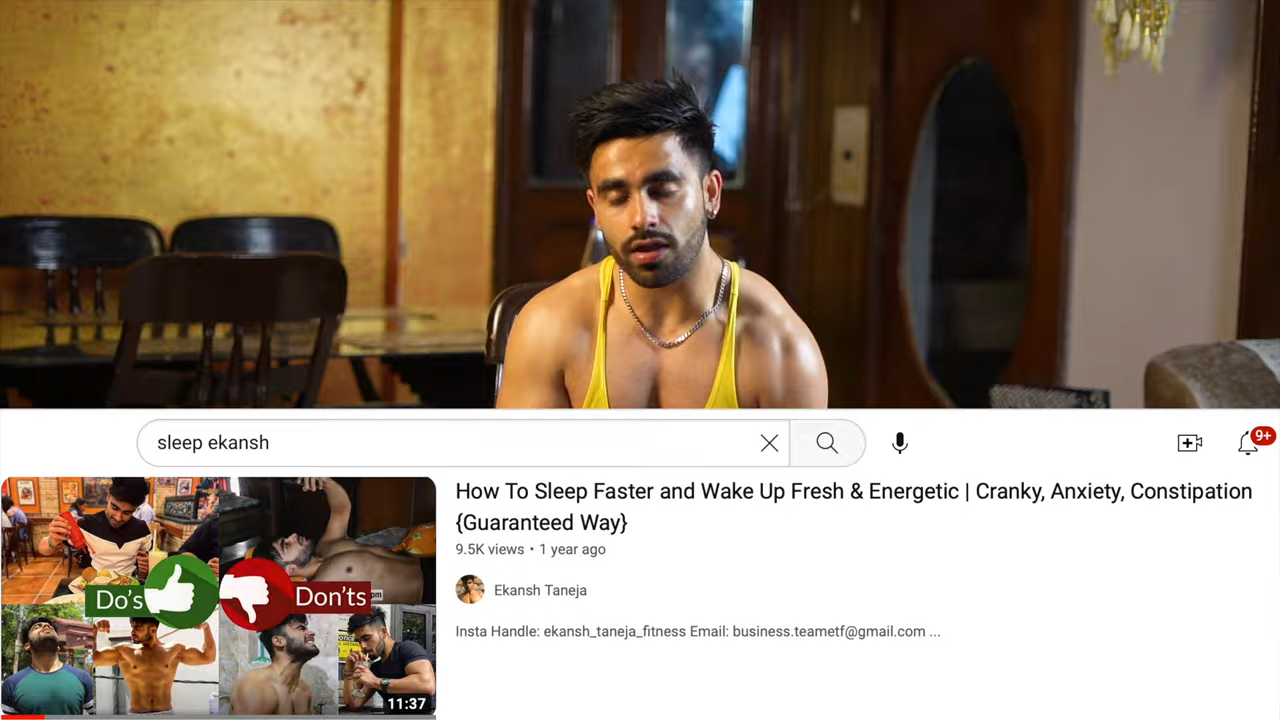 sleep ekansh
9+
How To Sleep Faster and Wake Up Fresh & Energetic | Cranky, Anxiety, Constipation
{Guaranteed Way}
9.5K views • 1 year ago
Ekansh Taneja
Insta Handle: ekansh_taneja_fitness Email: business.teametf@gmail.com ...
Do's
Don'ts
11:37